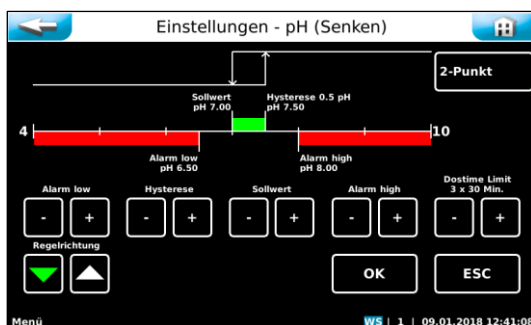 Einstellungen - pH (Senken)
2-Punkt
Sollwert
pH 7.00
Hysterese 0.5 pH
pH 7.50
4
10
Alarm low
pH 6.50
Alarm high
pH 8.00
Alarm low
Hysterese
Sollwert
Alarm high
Dostime Limit
3 x 30 Min.
- + - + - + - + - +
Regelrichtung
OK
ESC
Menü
WS | 1 | 09.01.2018 12:41:08